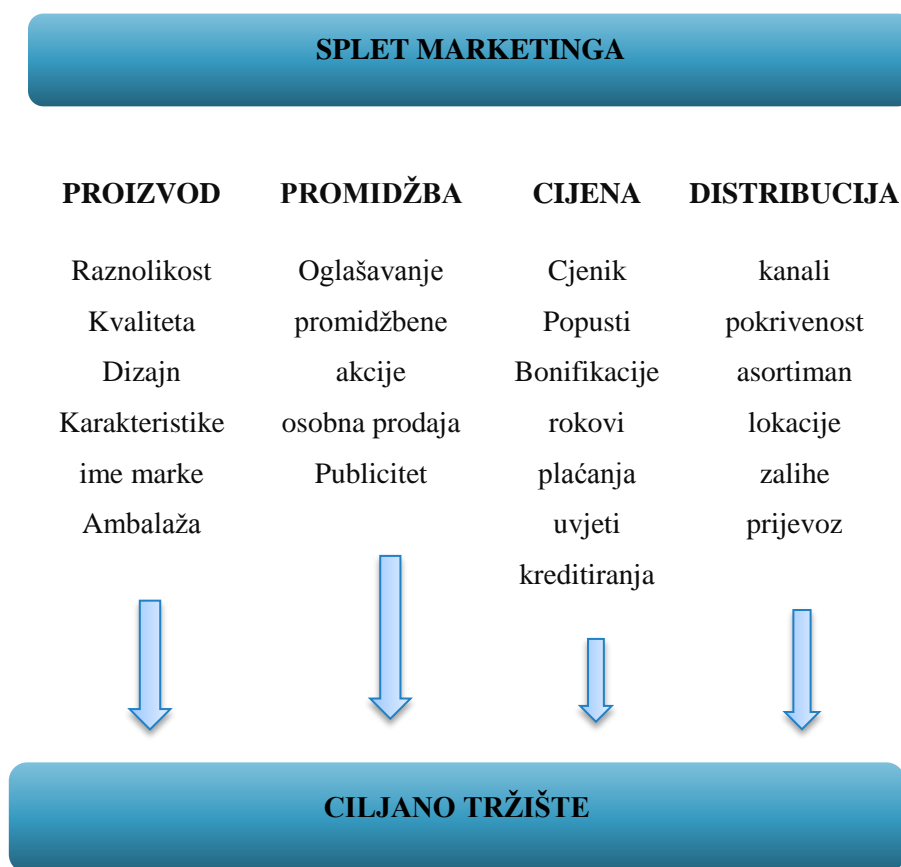 SPLET MARKETINGA
PROIZVOD
Raznolikost
Kvaliteta
Dizajn
Karakteristike
ime marke
Ambalaža
PROMIDŽBA
Oglašavanje
promidžbene
akcije
osobna prodaja
Publicitet
CIJENA
Cjenik
Popusti
Bonifikacije
rokovi
plaćanja
uvjeti
kreditiranja
DISTRIBUCIJA
kanali
pokrivenost
asortiman
lokacije
zalihe
prijevoz
CILJANO TRŽIŠTE